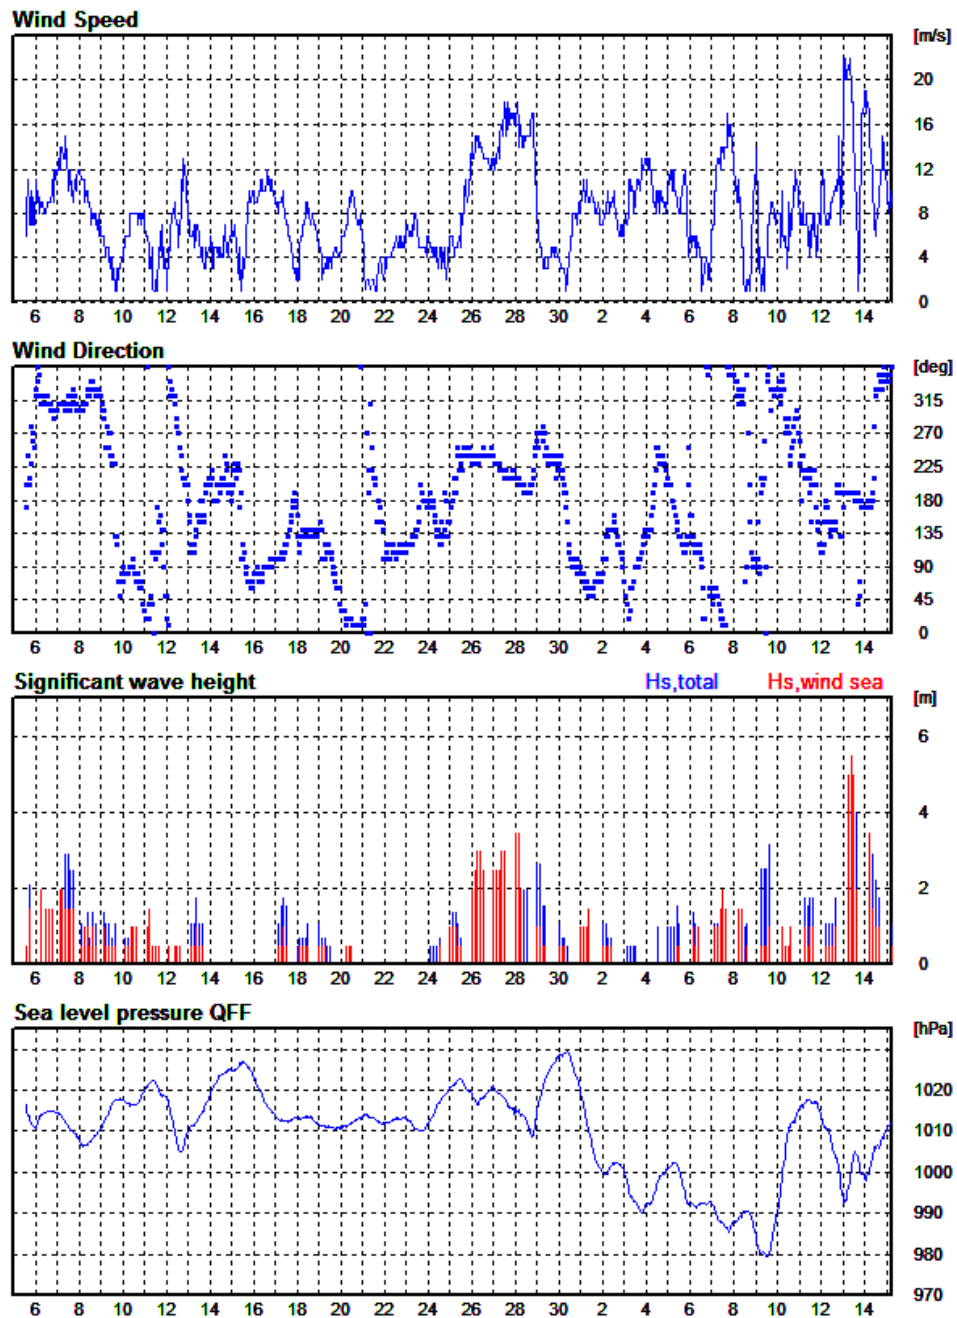 Wind Speed
[m/s]
20
16
12
8
4
0
6 8 10 12 14 16 18 20 22 24 26 28 30 2 4 6 8 10 12 14
Wind Direction
[deg]
315
270
225
180
135
90
45
0
6 8 10 12 14 16 18 20 22 24 26 28 30 2 4 6 8 10 12 14
Significant wave height Hs,total Hs,wind sea
[m]
6
4
2
0
6 8 10 12 14 16 18 20 22 24 26 28 30 2 4 6 8 10 12 14
Sea level pressure QFF
[hPa]
1020
1010
1000
990
980
970
6 8 10 12 14 16 18 20 22 24 26 28 30 2 4 6 8 10 12 14